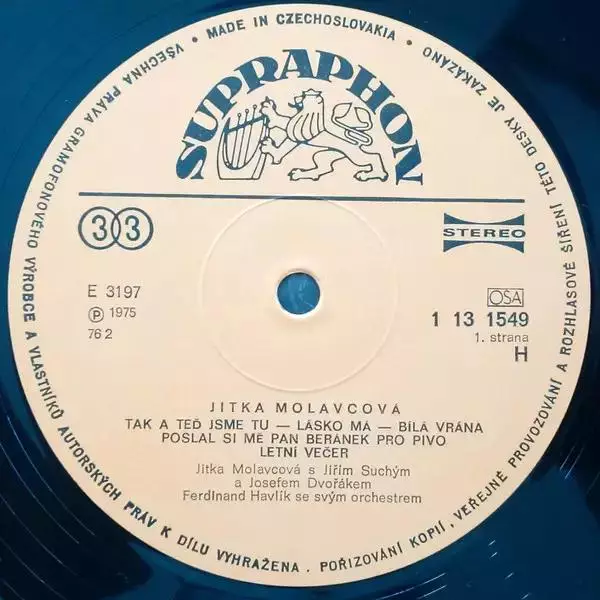 • MADE IN CZECHOSLOVAKIA •
VŠECHNA PRÁVA GRAMOFONOVÉHO VÝROBCE A VLASTNÍKŮ AUTORSKÝCH PRÁV K DÍLU VYHRAŽENA. POŘIZOVÁNÍ KOPIÍ, VEŘEJNÉ PROVOZOVÁNÍ A ROZHLASOVÉ ŠÍŘENÍ TÉTO DESKY JE ZAKÁZÁNO
SUPRAPHON
33
STEREO
E 3197
Ⓟ 1975
76 2
OSA
1 13 1549
1. strana
H
JITKA MOLAVCOVÁ
TAK A TEĎ JSME TU — LÁSKO MÁ — BÍLÁ VRÁNA
POSLAL SI MĚ PAN BERÁNEK PRO PIVO
LETNÍ VEČER
Jitka Molavcová s Jiřím Suchým
a Josefem Dvořákem
Ferdinand Havlík se svým orchestrem